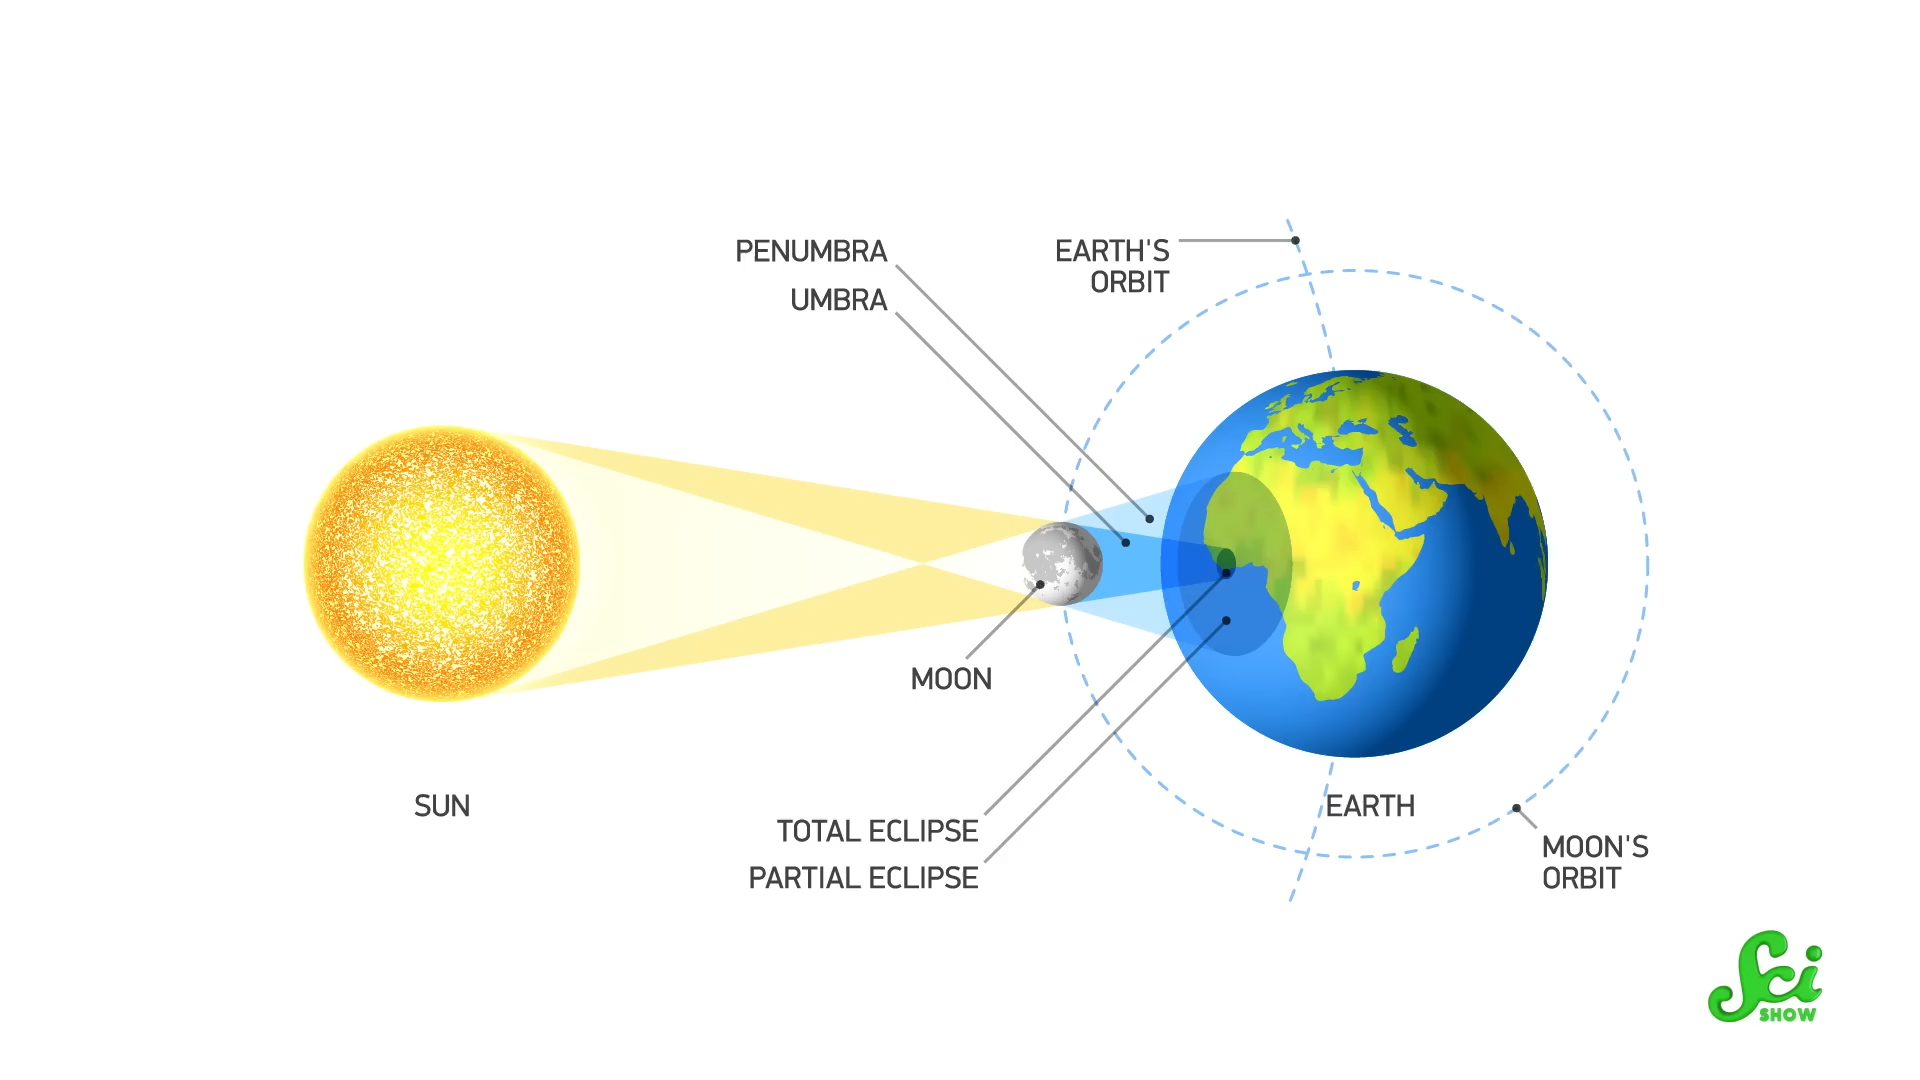 PENUMBRA
UMBRA
EARTH'S
ORBIT
MOON
SUN
TOTAL ECLIPSE
PARTIAL ECLIPSE
EARTH
MOON'S
ORBIT
Sci
SHOW